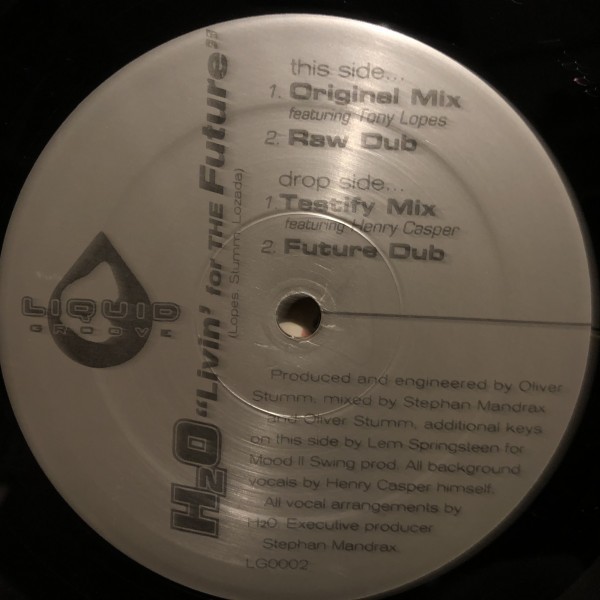 this side...
1. Original Mix
featuring Tony Lopes
2. Raw Dub
drop side...
1. Testify Mix
featuring Henry Casper
2. Future Dub
LIQUID
GROOVE
H2O "Livin' for THE Future"
(Lopes, Stumm, Lozada)
Produced and engineered by Oliver
Stumm, mixed by Stephan Mandrax
and Oliver Stumm, additional keys
on this side by Lem Springsteen for
Mood II Swing prod. All background
vocals by Henry Casper himself.
All vocal arrangements by
H2O. Executive producer
Stephan Mandrax.
LG0002